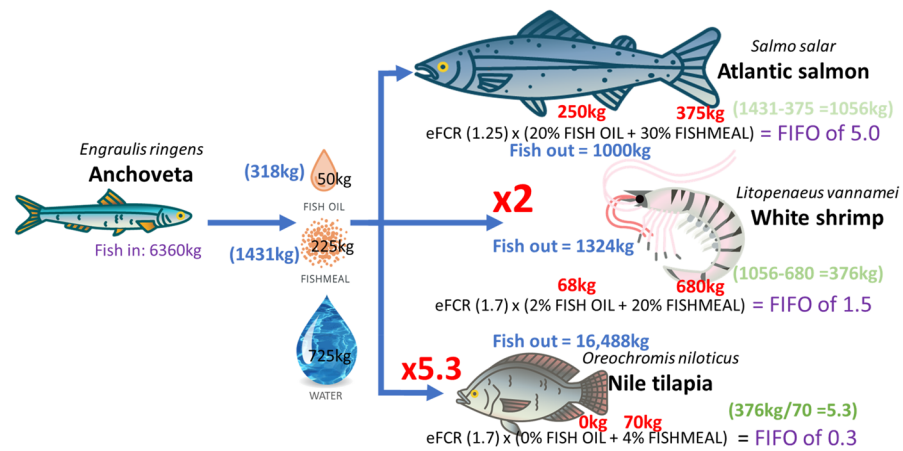 Salmo salar
Atlantic salmon
250kg
375kg
(1431-375 =1056kg)
eFCR (1.25) x (20% FISH OIL + 30% FISHMEAL) = FIFO of 5.0
Fish out = 1000kg
Engraulis ringens
Anchoveta
Fish in: 6360kg
(318kg)
50kg
FISH OIL
(1431kg)
225kg
FISHMEAL
725kg
WATER
x2
Fish out = 1324kg
Litopenaeus vannamei
White shrimp
(1056-680 =376kg)
68kg
680kg
eFCR (1.7) x (2% FISH OIL + 20% FISHMEAL) = FIFO of 1.5
Fish out = 16,488kg
x5.3
Oreochromis niloticus
Nile tilapia
(376kg/70 =5.3)
0kg
70kg
eFCR (1.7) x (0% FISH OIL + 4% FISHMEAL) = FIFO of 0.3